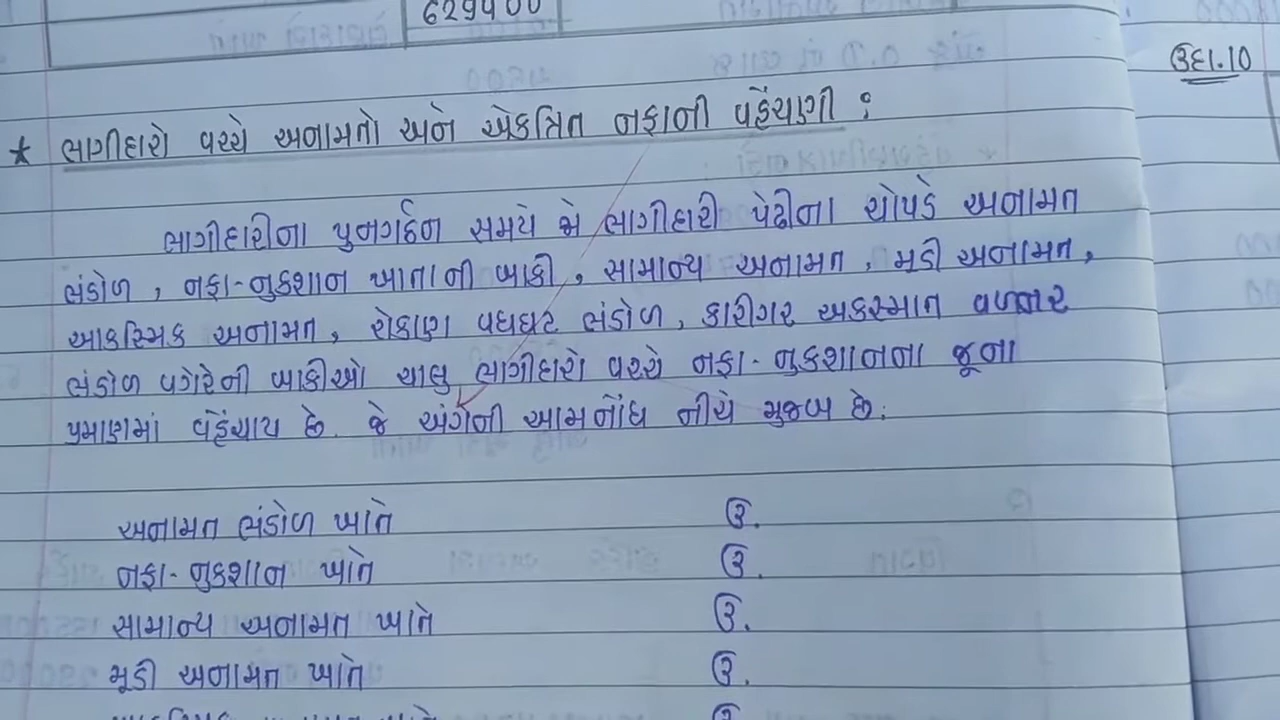 629400
ઉદા.10
* ભાગીદારો વચ્ચે અનામતો અને એકત્રિત નફાની વહેંચણી :
ભાગીદારીના પુનર્ગઠન સમયે જો ભાગીદારી પેઢીના ચોપડે અનામત
ભંડોળ, નફા-નુકશાન ખાતાની બાકી, સામાન્ય અનામત, મૂડી અનામત,
આકસ્મિક અનામત, રોકાણ વધઘટ ભંડોળ, કારીગર અકસ્માત વળતર
ભંડોળ વગેરેની બાકીઓ ચાલુ ભાગીદારો વચ્ચે નફા-નુકશાનના જૂના
પ્રમાણમાં વહેંચાય છે. જે અંગેની આમનોંધ નીચે મુજબ છે.
અનામત ભંડોળ ખાતે ઉ.
નફા-નુકશાન ખાતે ઉ.
સામાન્ય અનામત ખાતે ઉ.
મૂડી અનામત ખાતે ઉ.